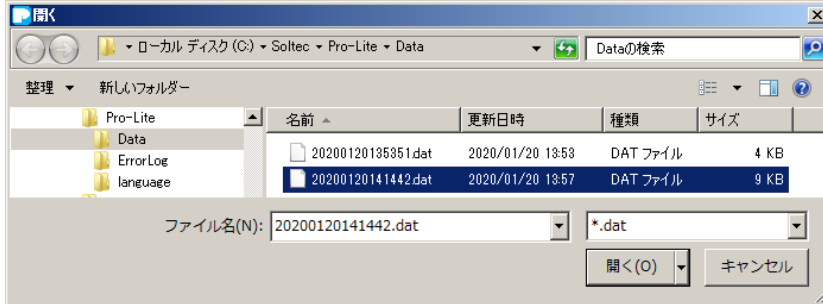 開く
ローカル ディスク (C:) Soltec Pro-Lite Data Dataの検索
整理 新しいフォルダー
Pro-Lite
Data
ErrorLog
language
名前 更新日時 種類 サイズ
20200120135351.dat 2020/01/20 13:53 DAT ファイル 4 KB
20200120141442.dat 2020/01/20 13:57 DAT ファイル 9 KB
ファイル名(N): 20200120141442.dat *.dat
開く(O) キャンセル